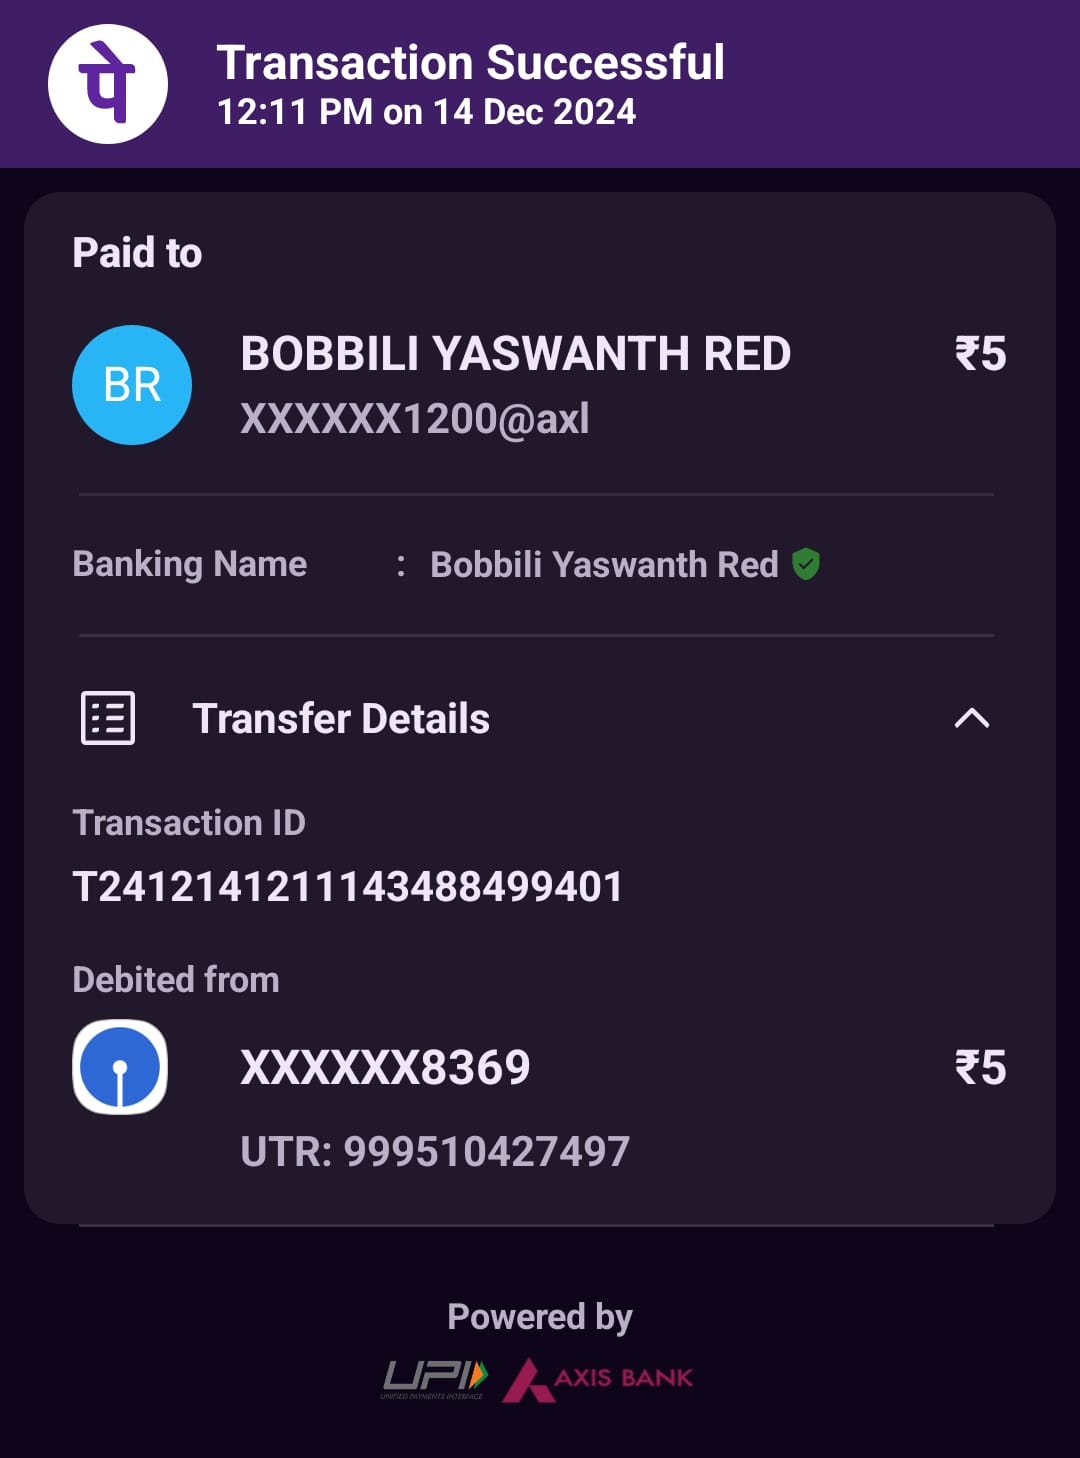 पे
Transaction Successful
12:11 PM on 14 Dec 2024
Paid to
BR
BOBBILI YASWANTH RED
₹5
XXXXXX1200@axl
Banking Name : Bobbili Yaswanth Red
Transfer Details
Transaction ID
T2412141211143488499401
Debited from
XXXXXX8369
₹5
UTR: 999510427497
Powered by
UPI
UNIFIED PAYMENTS INTERFACE
AXIS BANK